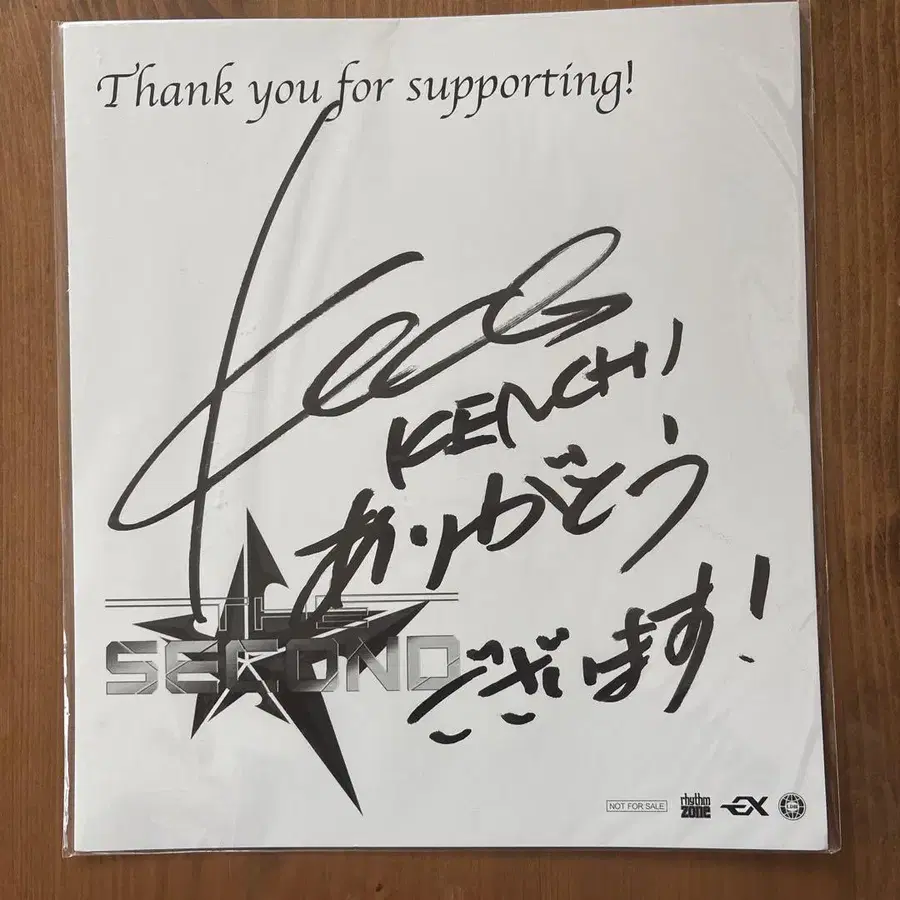 Thank you for supporting!
KENCHI
ありがとう
ございます!
THE
SECOND
NOT FOR SALE
rhythm
zone
EX
LDH